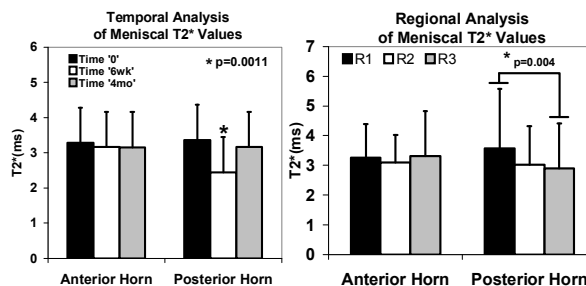 Temporal Analysis
of Meniscal T2* Values
6
5
4
3
2
1
0
T2*(ms)
Time '0'
Time '6wk'
Time '4mo'
* p=0.0011
*
Anterior Horn
Posterior Horn
Regional Analysis
of Meniscal T2* Values
7
6
5
4
3
2
1
0
T2*(ms)
R1
R2
R3
* p=0.004
Anterior Horn
Posterior Horn